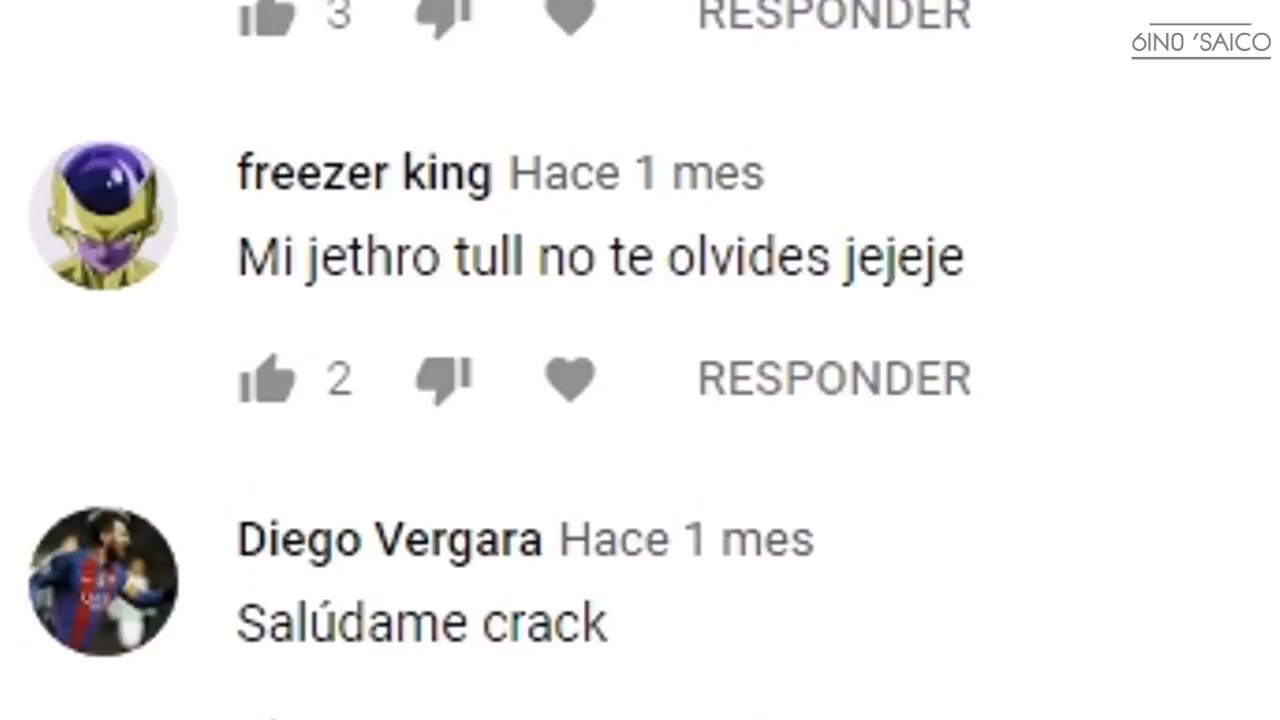 3 RESPONDER
6IN0 'SAICO
freezer king Hace 1 mes
Mi jethro tull no te olvides jejeje
2 RESPONDER
Diego Vergara Hace 1 mes
Salúdame crack